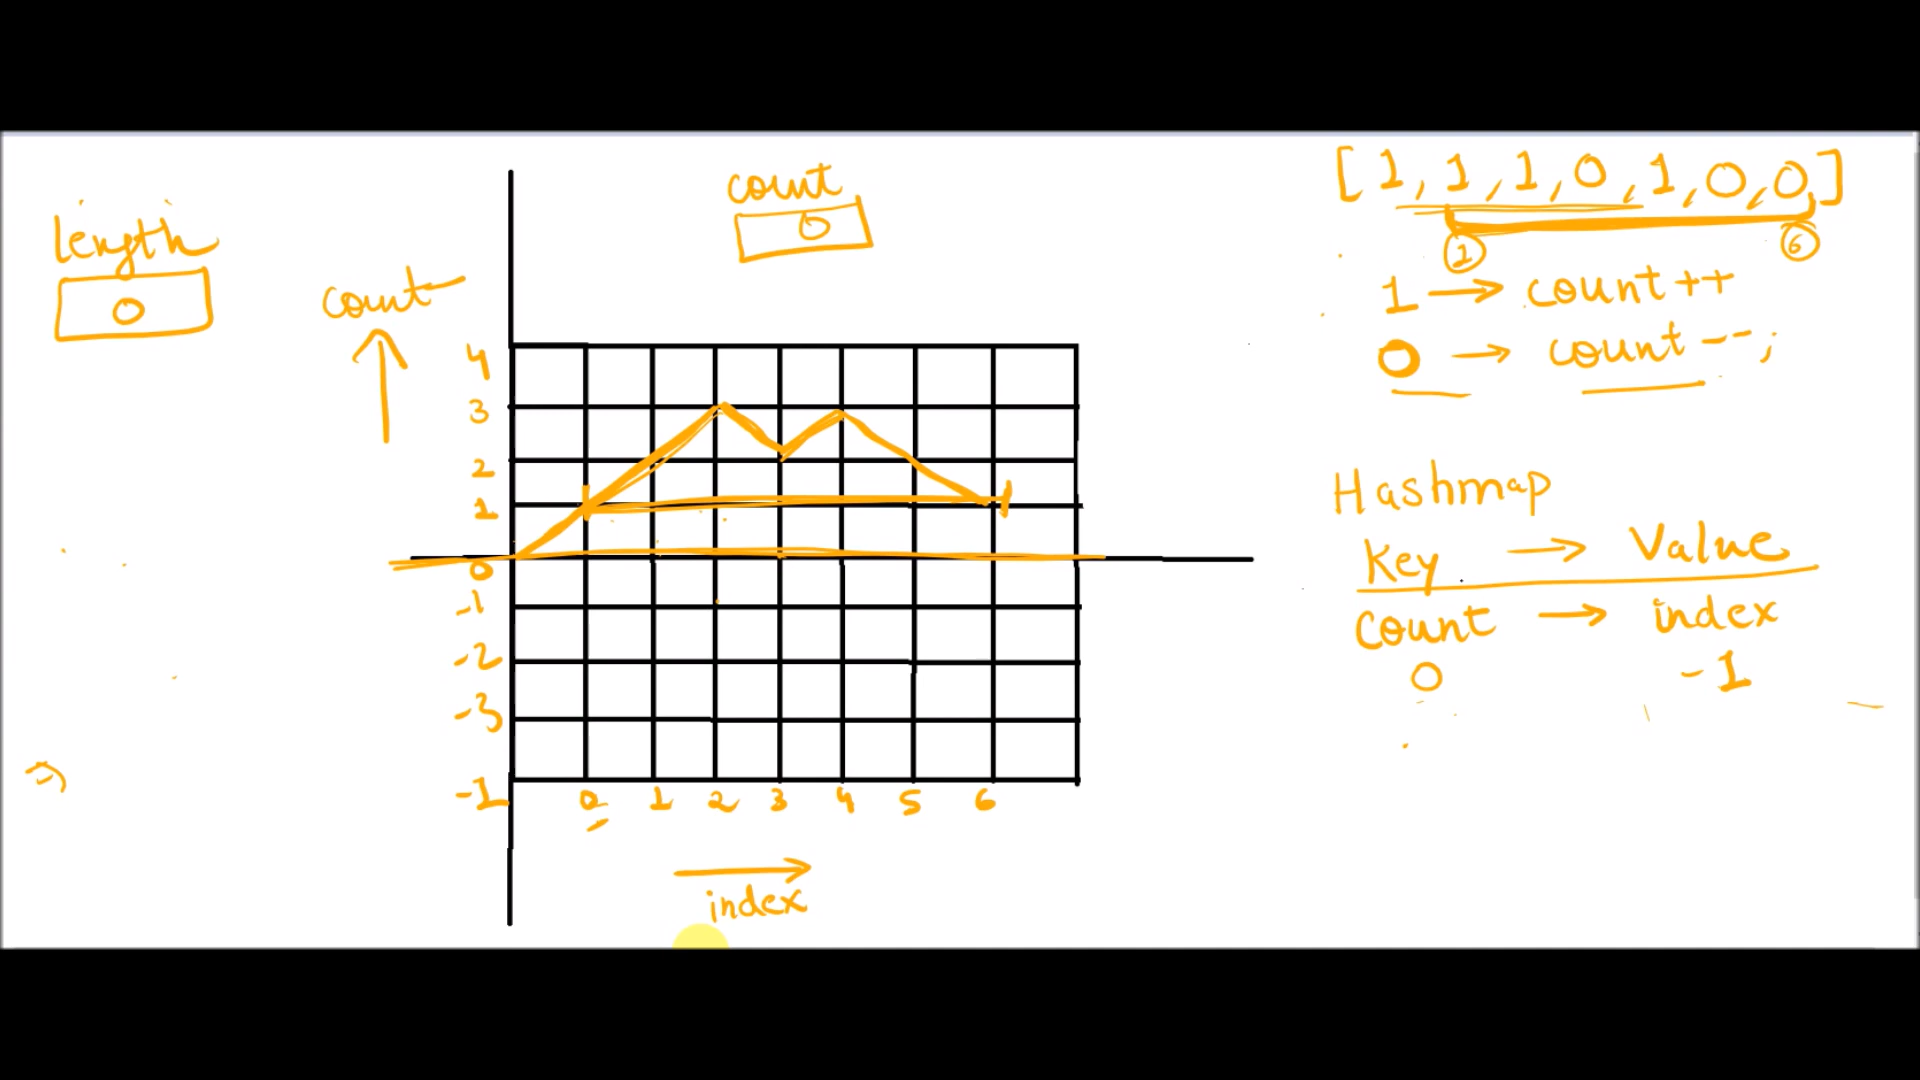 length
0
count
count
0
4
3
2
1
0
-1
-2
-3
-1
0 1 2 3 4 5 6
index
[1, 1, 1, 0, 1, 0, 0]
1 6
1 → count++
0 → count--;
Hashmap
Key → Value
Count → index
0 -1